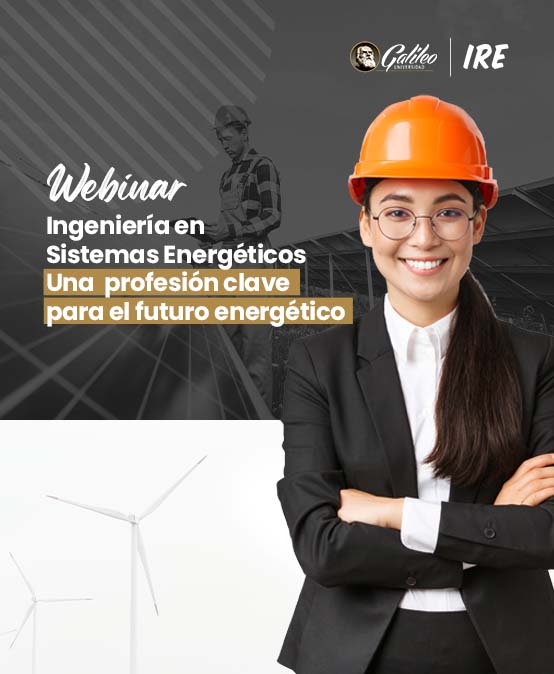 Galileo
UNIVERSIDAD
IRE
Webinar
Ingeniería en
Sistemas Energéticos
Una profesión clave
para el futuro energético